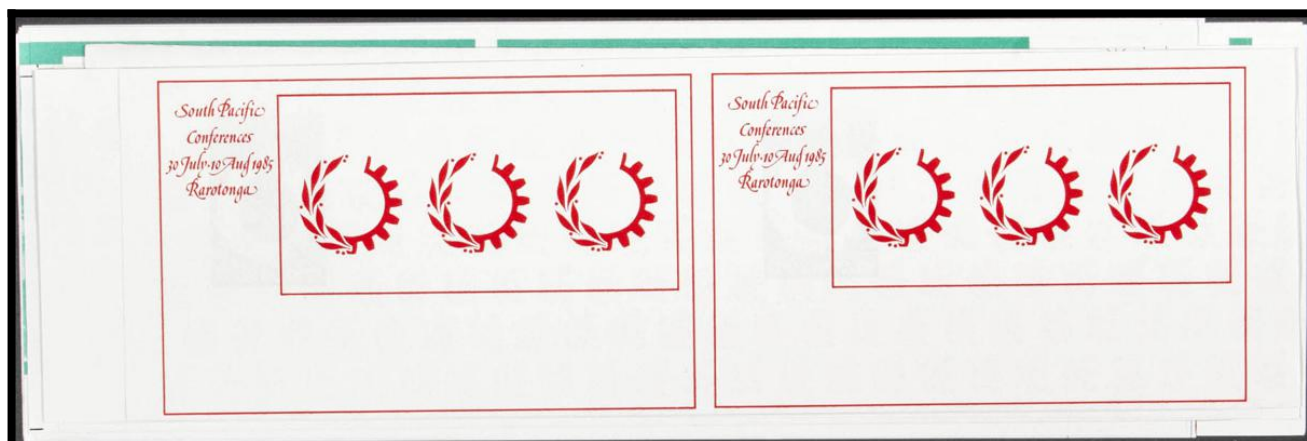 South Pacific
Conferences
30 July-10 Aug 1985
Rarotonga
South Pacific
Conferences
30 July-10 Aug 1985
Rarotonga